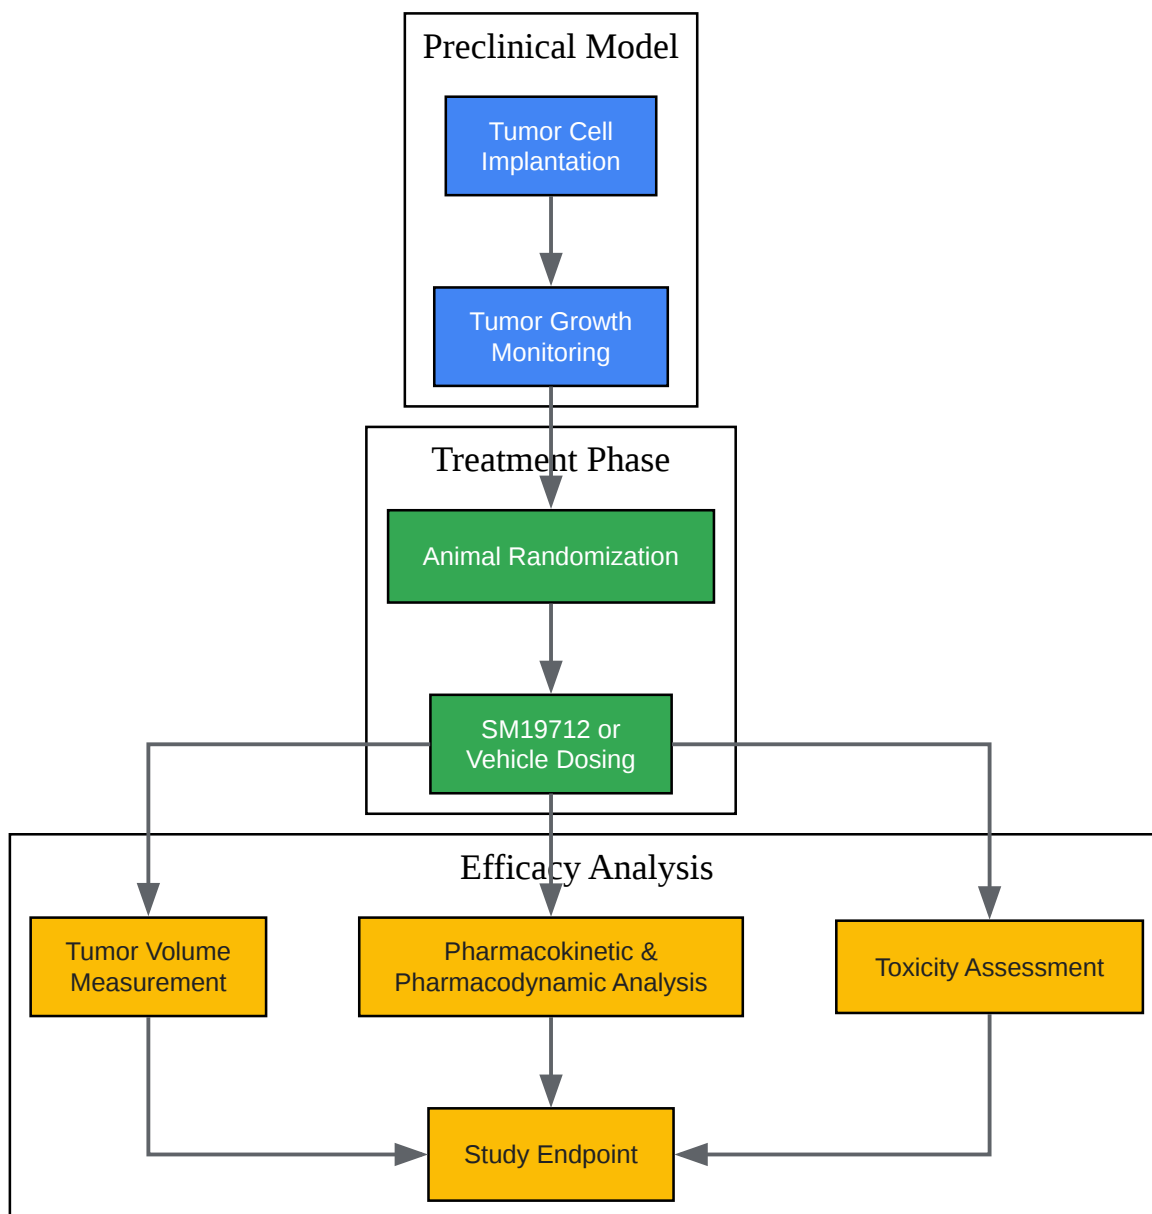 Preclinical Model
Tumor Cell
Implantation
Tumor Growth
Monitoring
Treatment Phase
Animal Randomization
SM19712 or
Vehicle Dosing
Efficacy Analysis
Tumor Volume
Measurement
Pharmacokinetic &
Pharmacodynamic Analysis
Toxicity Assessment
Study Endpoint